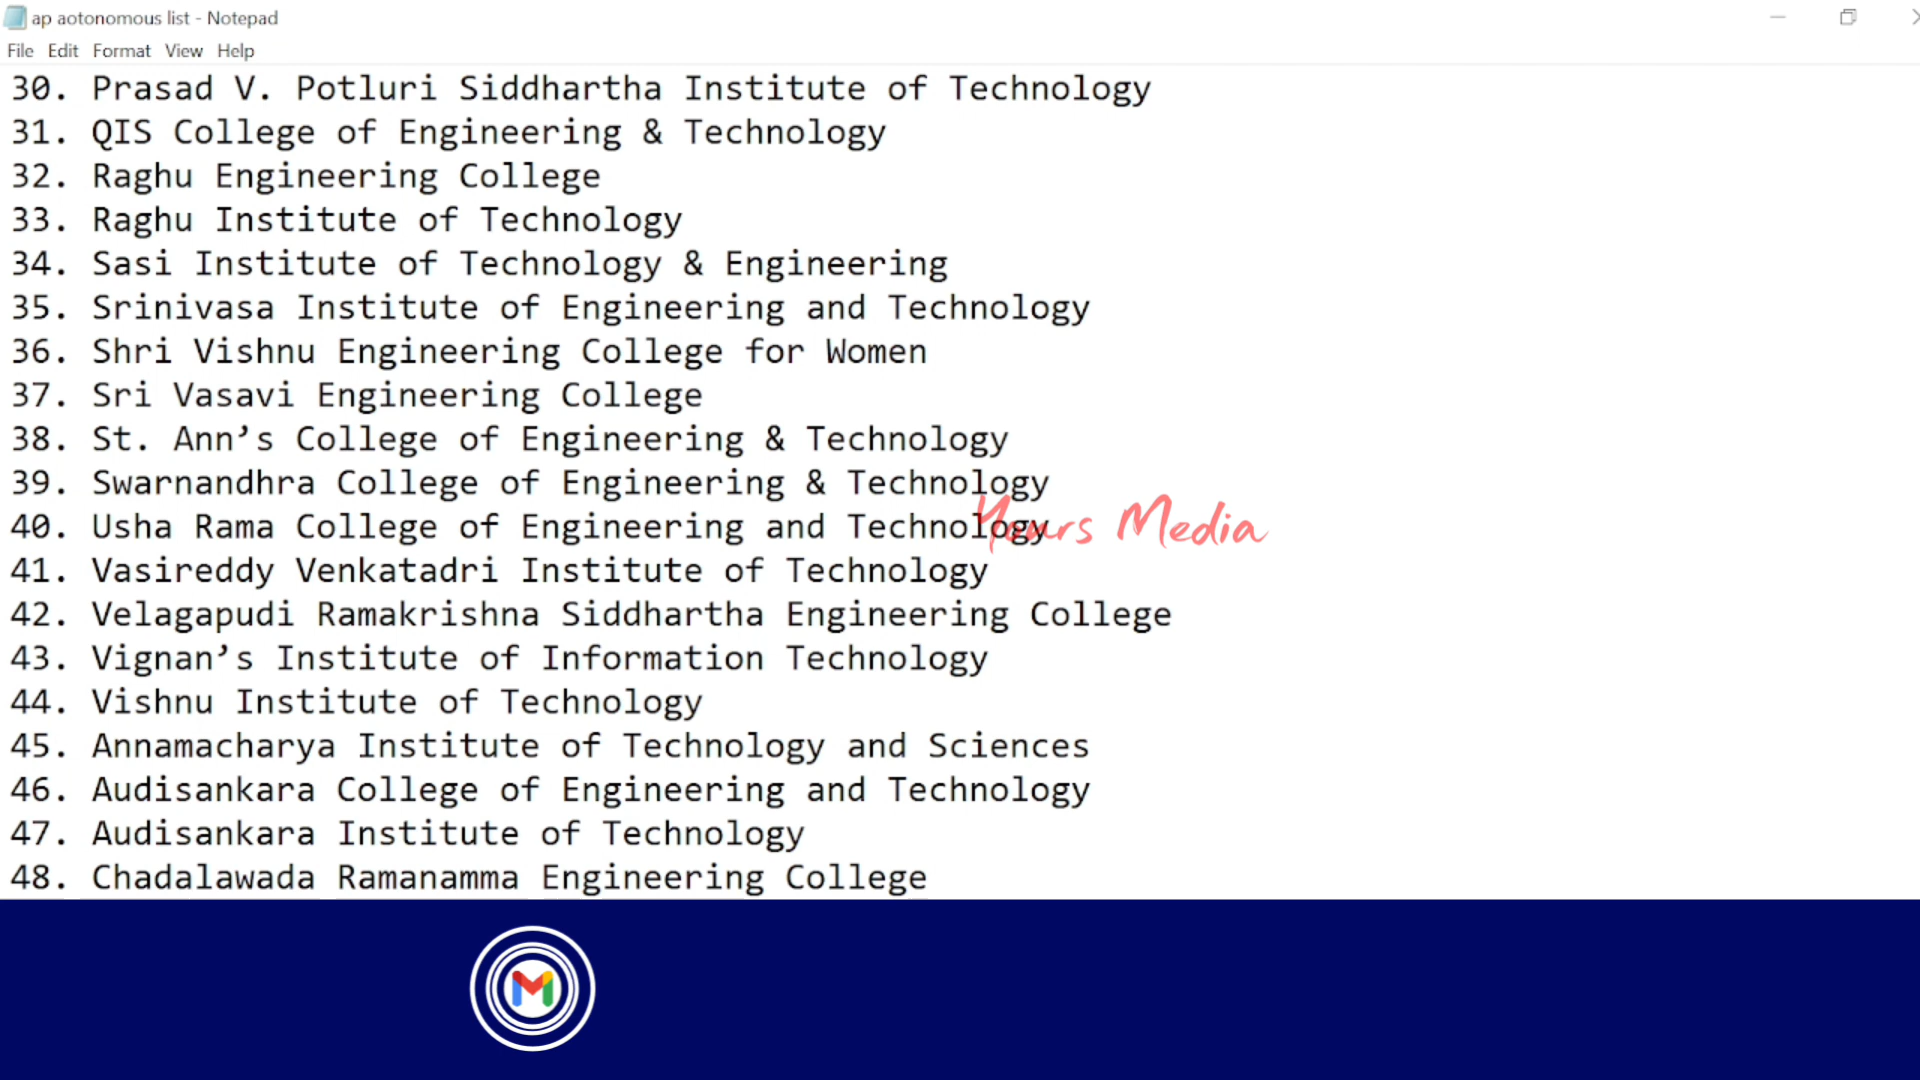 ap aotonomous list - Notepad
File Edit Format View Help
30. Prasad V. Potluri Siddhartha Institute of Technology
31. QIS College of Engineering & Technology
32. Raghu Engineering College
33. Raghu Institute of Technology
34. Sasi Institute of Technology & Engineering
35. Srinivasa Institute of Engineering and Technology
36. Shri Vishnu Engineering College for Women
37. Sri Vasavi Engineering College
38. St. Ann’s College of Engineering & Technology
39. Swarnandhra College of Engineering & Technology
40. Usha Rama College of Engineering and Technology
Yours Media
41. Vasireddy Venkatadri Institute of Technology
42. Velagapudi Ramakrishna Siddhartha Engineering College
43. Vignan’s Institute of Information Technology
44. Vishnu Institute of Technology
45. Annamacharya Institute of Technology and Sciences
46. Audisankara College of Engineering and Technology
47. Audisankara Institute of Technology
48. Chadalawada Ramanamma Engineering College